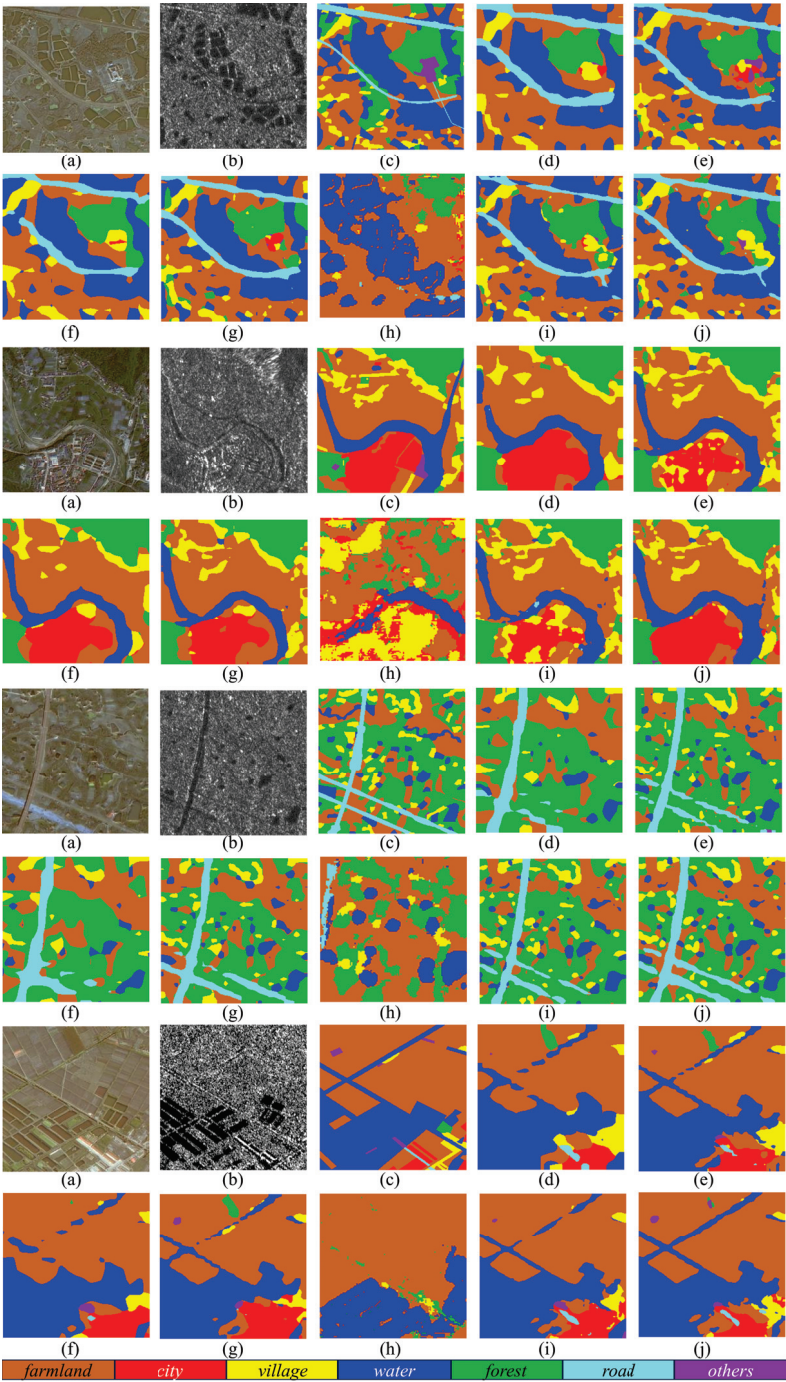 (a) (b) (c) (d) (e)
(f) (g) (h) (i) (j)
(a) (b) (c) (d) (e)
(f) (g) (h) (i) (j)
(a) (b) (c) (d) (e)
(f) (g) (h) (i) (j)
(a) (b) (c) (d) (e)
(f) (g) (h) (i) (j)
farmland city village water forest road others